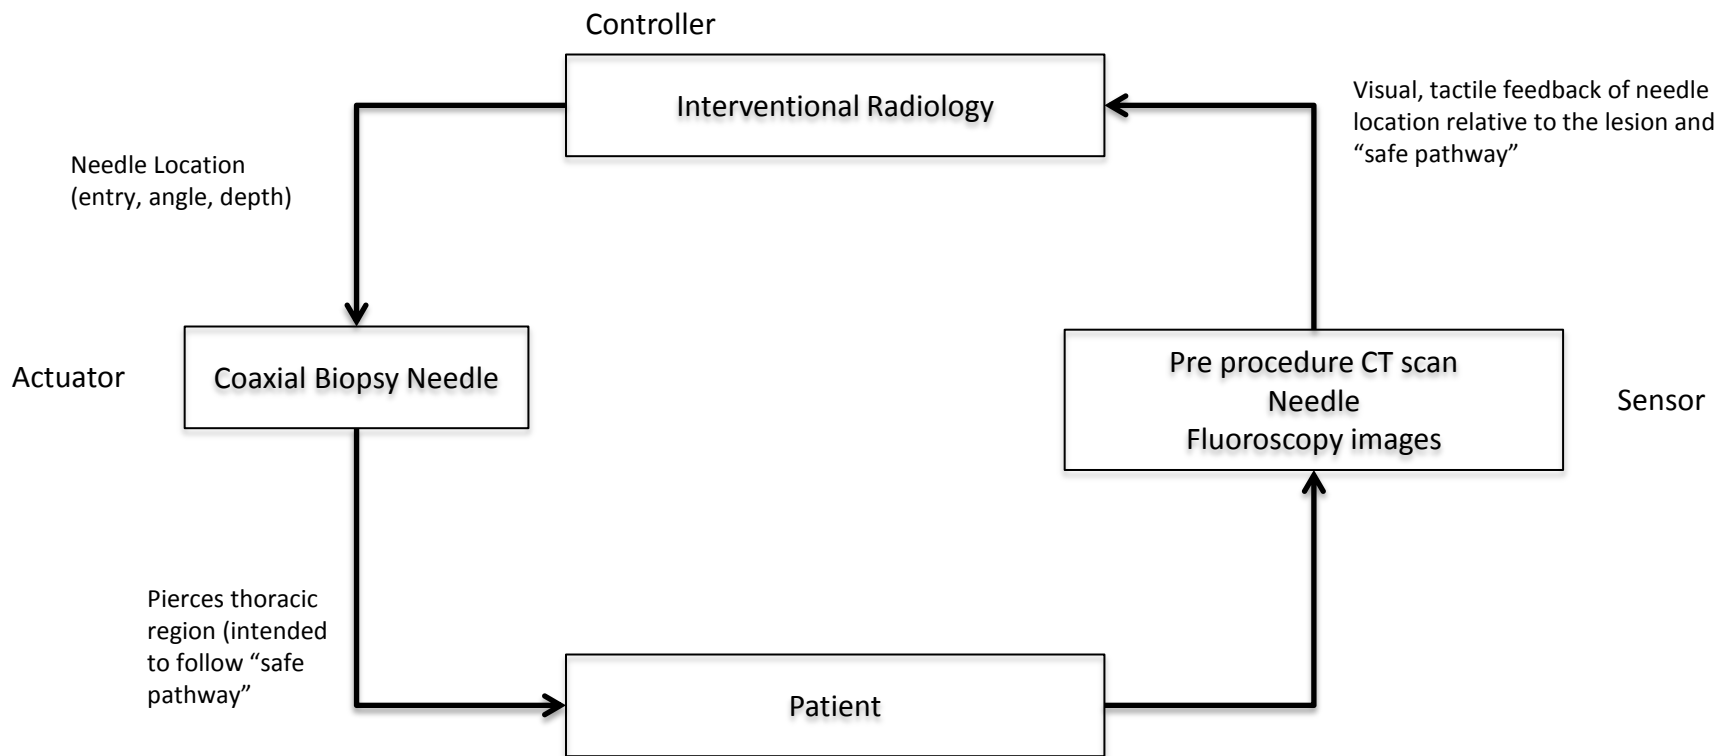 Controller
Interventional Radiology
Visual, tactile feedback of needle
location relative to the lesion and
“safe pathway”
Needle Location
(entry, angle, depth)
Actuator
Coaxial Biopsy Needle
Pre procedure CT scan
Needle
Fluoroscopy images
Sensor
Pierces thoracic
region (intended
to follow “safe
pathway”
Patient